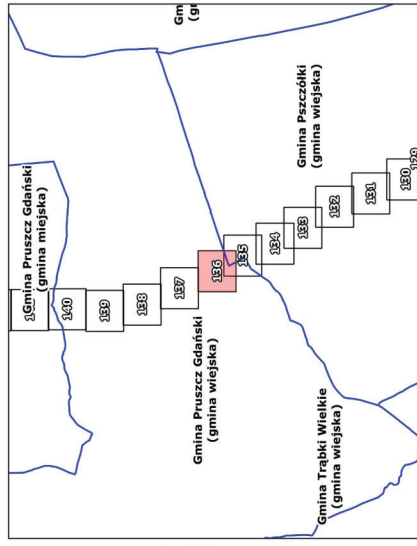 Gmina Pruszcz Gdański
(gmina miejska)
140
139
138
137
Gmina Pruszcz Gdański
(gmina wiejska)
136
135
134
133
Gmina Pszczółki
(gmina wiejska)
Gmina Trąbki Wielkie
(gmina wiejska)
132
131
130
129